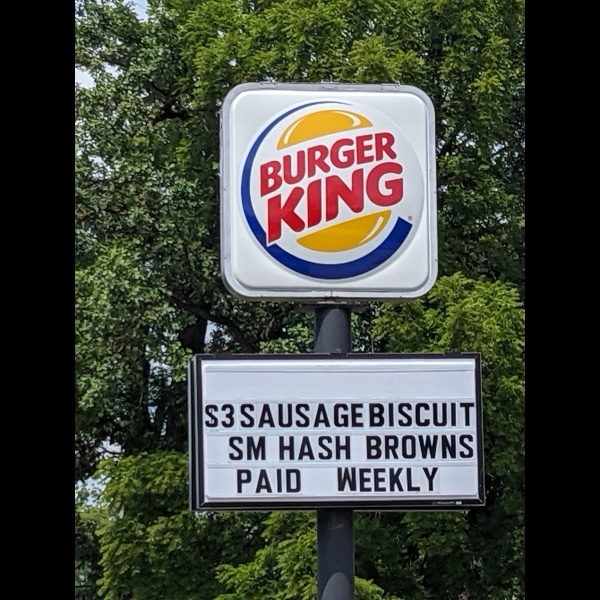 BURGER
KING
®
S3 SAUSAGE BISCUIT
SM HASH BROWNS
PAID WEEKLY